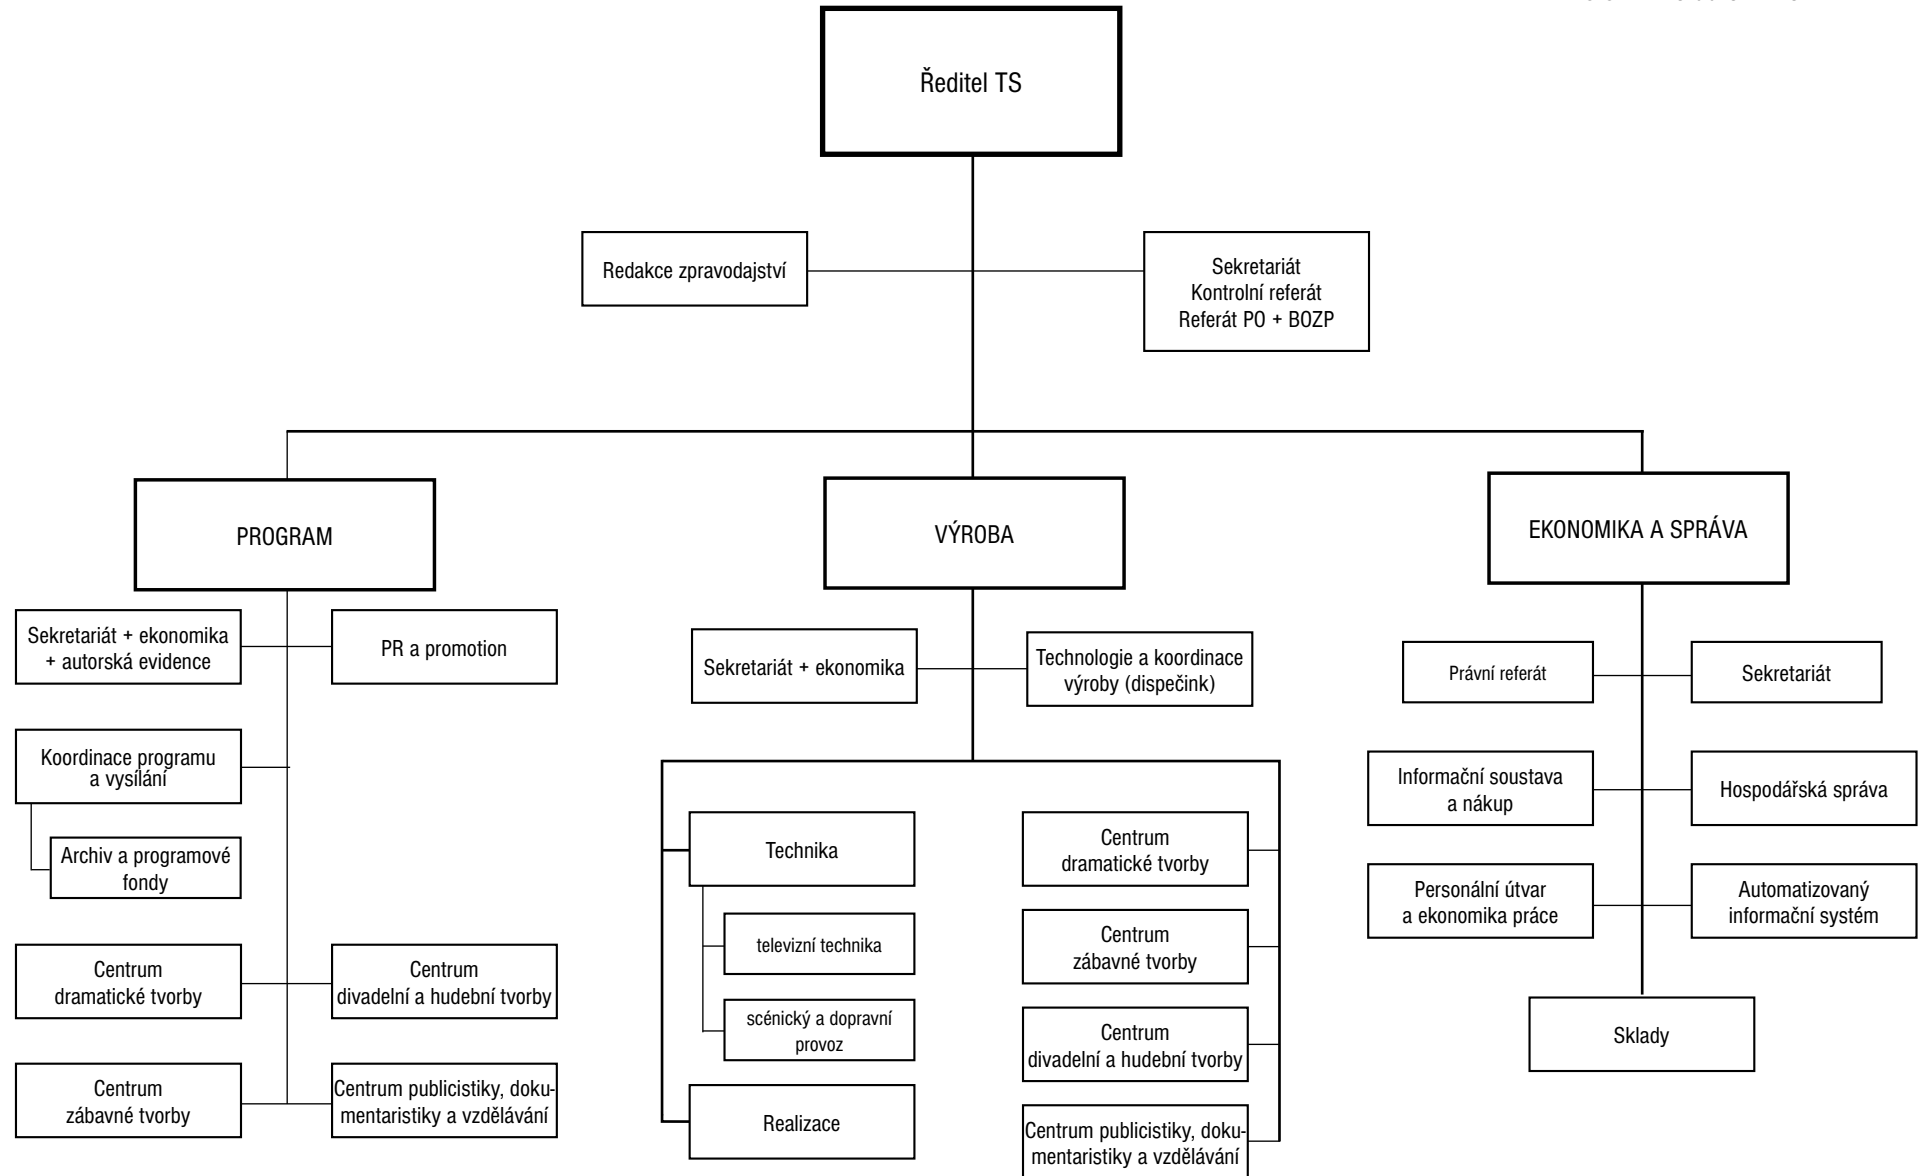 Ředitel TS
Redakce zpravodajství
Sekretariát
Kontrolní referát
Referát PO + BOZP
PROGRAM
VÝROBA
EKONOMIKA A SPRÁVA
Sekretariát + ekonomika
+ autorská evidence
PR a promotion
Koordinace programu
a vysílání
Archiv a programové
fondy
Centrum
dramatické tvorby
Centrum
divadelní a hudební tvorby
Centrum
zábavné tvorby
Centrum publicistiky, doku-
mentaristiky a vzdělávání
Sekretariát + ekonomika
Technologie a koordinace
výroby (dispečink)
Technika
televizní technika
scénický a dopravní
provoz
Realizace
Centrum
dramatické tvorby
Centrum
zábavné tvorby
Centrum
divadelní a hudební tvorby
Centrum publicistiky, doku-
mentaristiky a vzdělávání
Právní referát
Sekretariát
Informační soustava
a nákup
Hospodářská správa
Personální útvar
a ekonomika práce
Automatizovaný
informační systém
Sklady